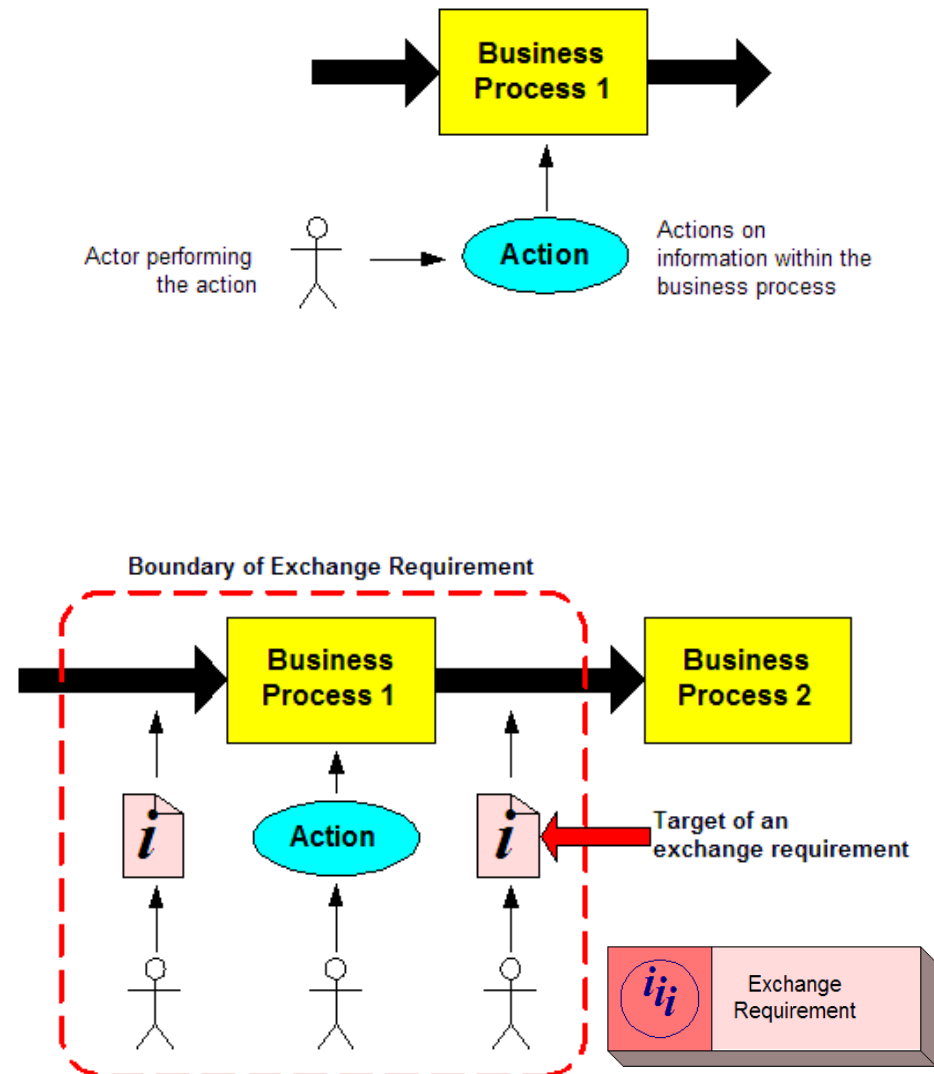 Business
Process 1
Actor performing
the action
Action
Actions on
information within the
business process
Boundary of Exchange Requirement
Business
Process 1
Business
Process 2
i
Action
i
Target of an
exchange requirement
iii
Exchange
Requirement